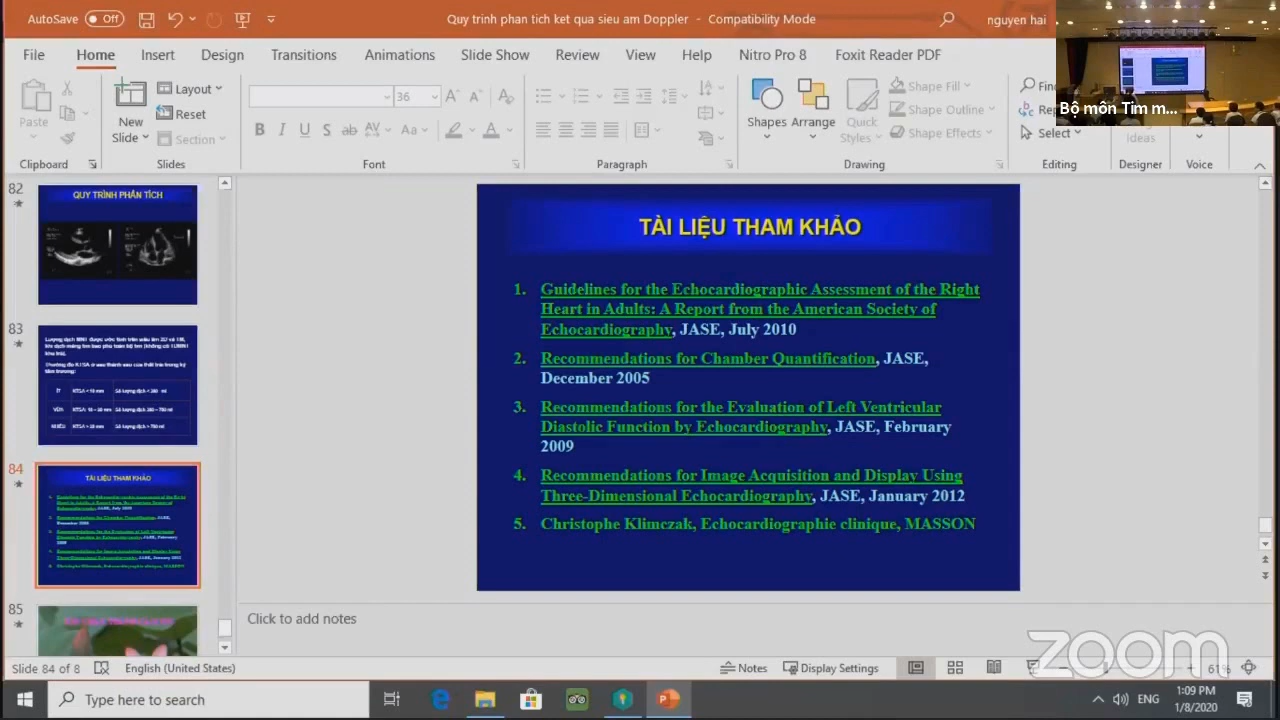 AutoSave Off
Quy trinh phan tich ket qua sieu am Doppler - Compatibility Mode
nguyen hai
File Home Insert Design Transitions Animations Slide Show Review View Help Nitro Pro 8 Foxit Reader PDF
Bộ môn Tim m...
Paste
New
Slide
Layout
Reset
Section
36
B I U S ab AV Aa A
Shapes
Arrange
Quick
Styles
Shape Fill
Shape Outline
Shape Effects
Select
Ideas
Clipboard
Slides
Font
Paragraph
Drawing
Editing
Designer
Voice
82
QUY TRÌNH PHÂN TÍCH
83
84
TÀI LIỆU THAM KHẢO
85
TÀI LIỆU THAM KHẢO
1. Guidelines for the Echocardiographic Assessment of the Right
Heart in Adults: A Report from the American Society of
Echocardiography, JASE, July 2010
2. Recommendations for Chamber Quantification, JASE,
December 2005
3. Recommendations for the Evaluation of Left Ventricular
Diastolic Function by Echocardiography, JASE, February
2009
4. Recommendations for Image Acquisition and Display Using
Three-Dimensional Echocardiography, JASE, January 2012
5. Christophe Klimczak, Echocardiographie clinique, MASSON
Click to add notes
zoom
Slide 84 of 8
English (United States)
Notes
Display Settings
61%
Type here to search
ENG
1:09 PM
1/8/2020